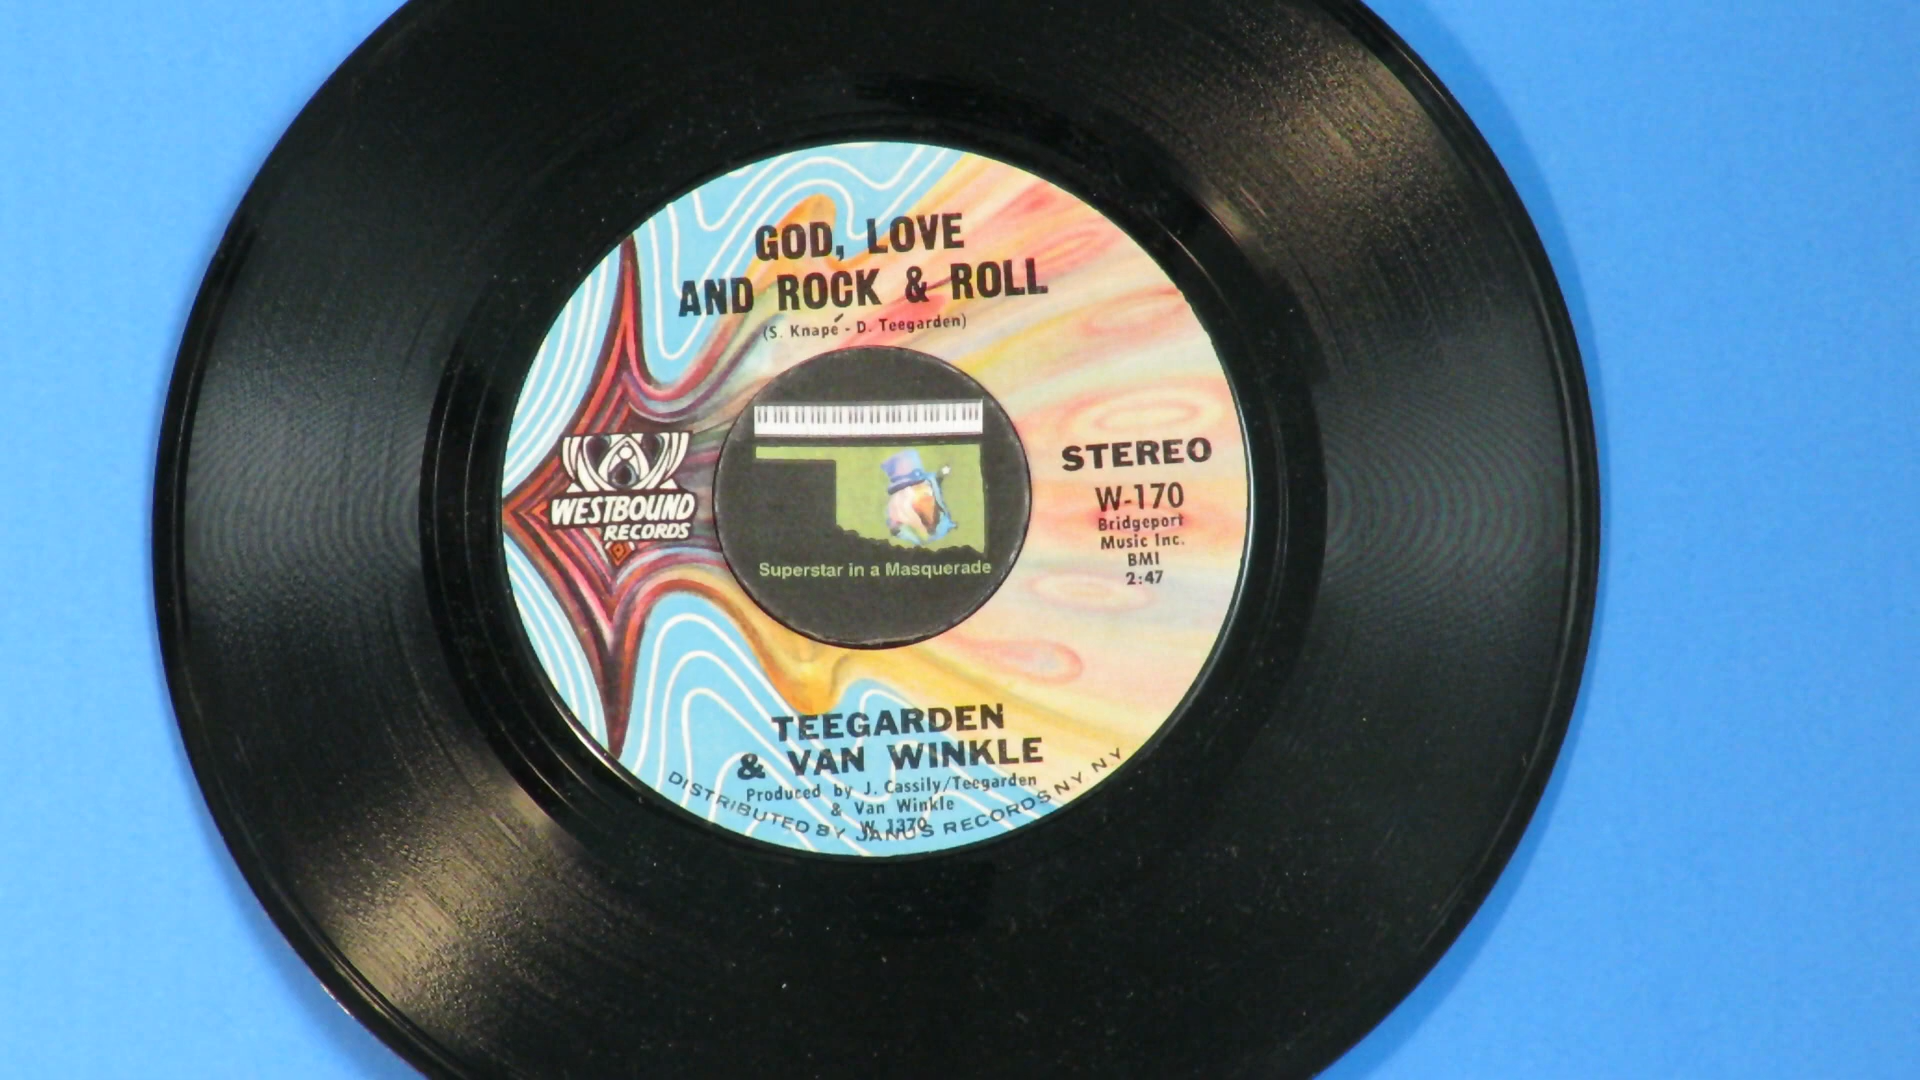 GOD, LOVE
AND ROCK & ROLL
(S. Knapé - D. Teegarden)
WESTBOUND
RECORDS
STEREO
W-170
Bridgeport
Music Inc.
BMI
2:47
Superstar in a Masquerade
TEEGARDEN
& VAN WINKLE
Produced by J. Cassily/Teegarden
& Van Winkle
W 1370
DISTRIBUTED BY JANUS RECORDS NY N.Y